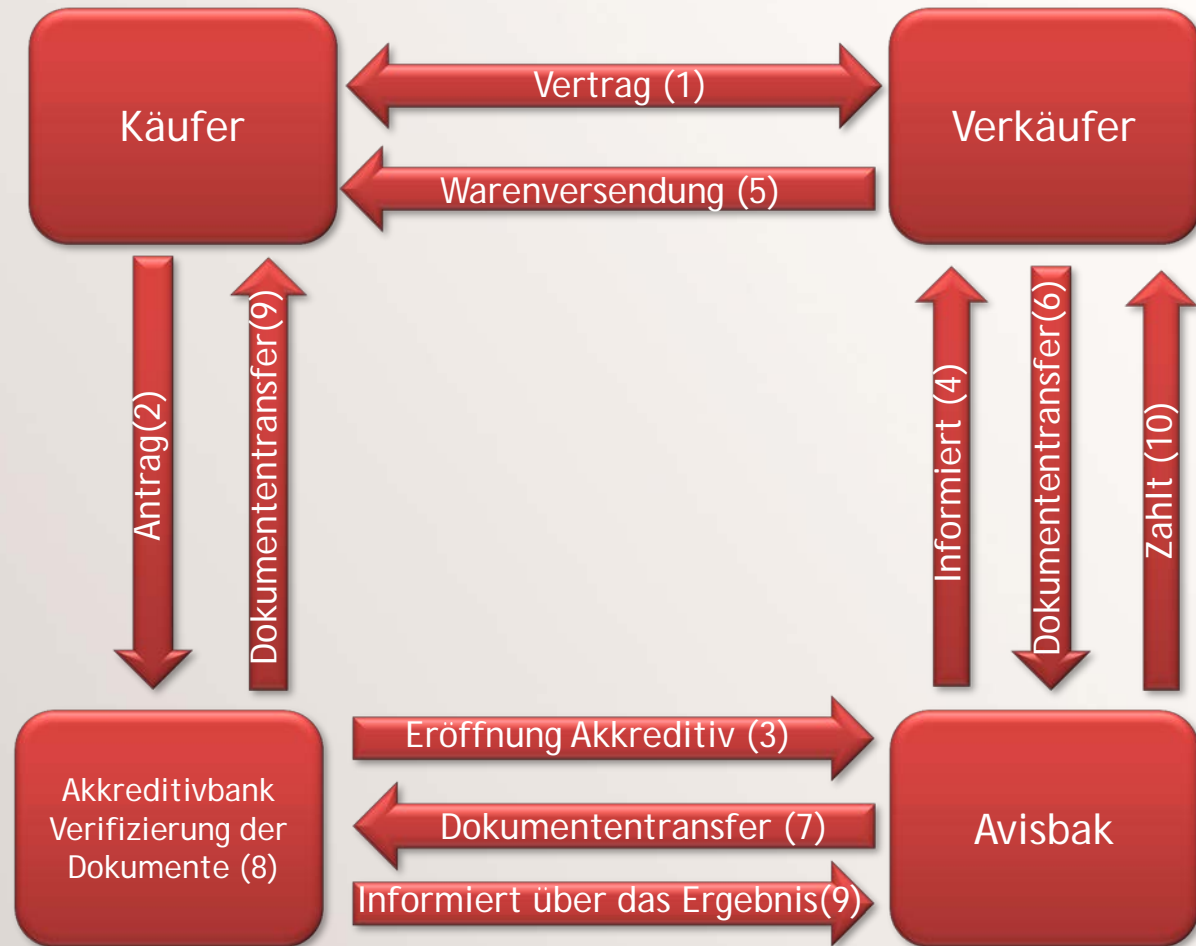 Käufer
Vertrag (1)
Verkäufer
Warenversendung (5)
Antrag(2)
Dokumententransfer(9)
Informiert (4)
Dokumententransfer(6)
Zahlt (10)
Akkreditivbank
Verifizierung der
Dokumente (8)
Eröffnung Akkreditiv (3)
Dokumententransfer (7)
Informiert über das Ergebnis(9)
Avisbak